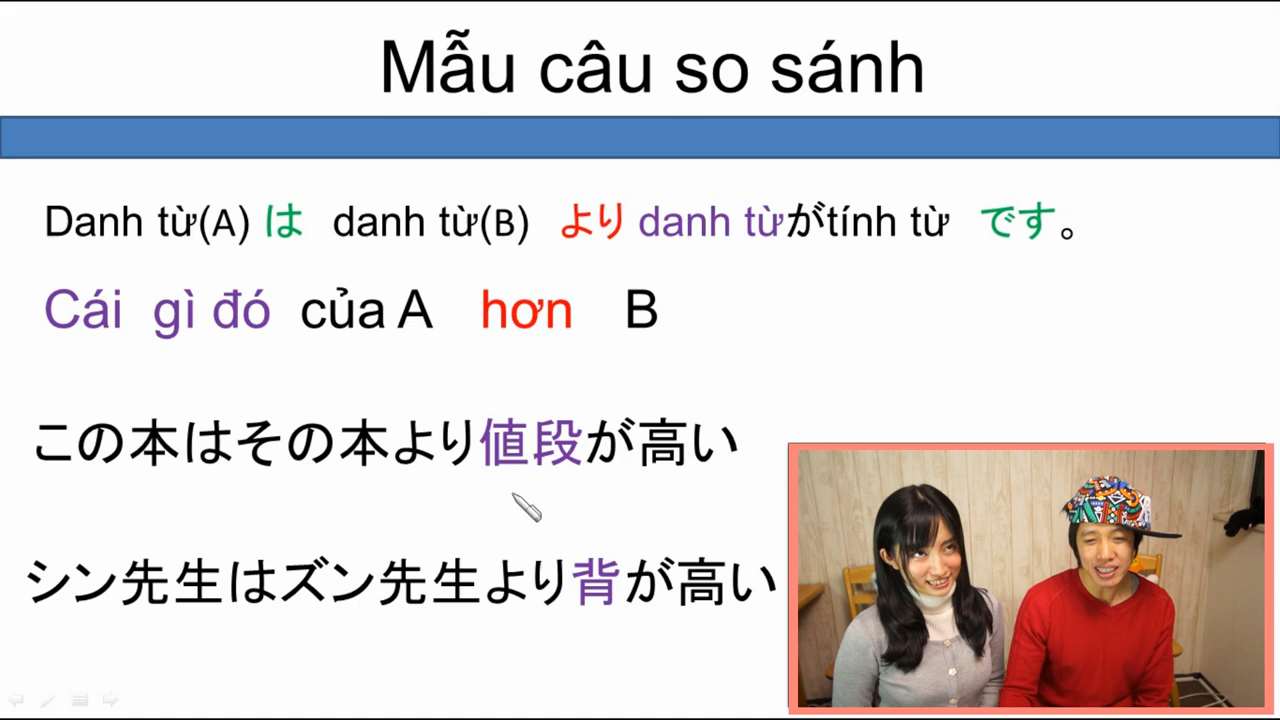 Mẫu câu so sánh
Danh từ(A) は danh từ(B) より danh từがtính từ です。
Cái gì đó của A hơn B
この本はその本より値段が高い
シン先生はズン先生より背が高い